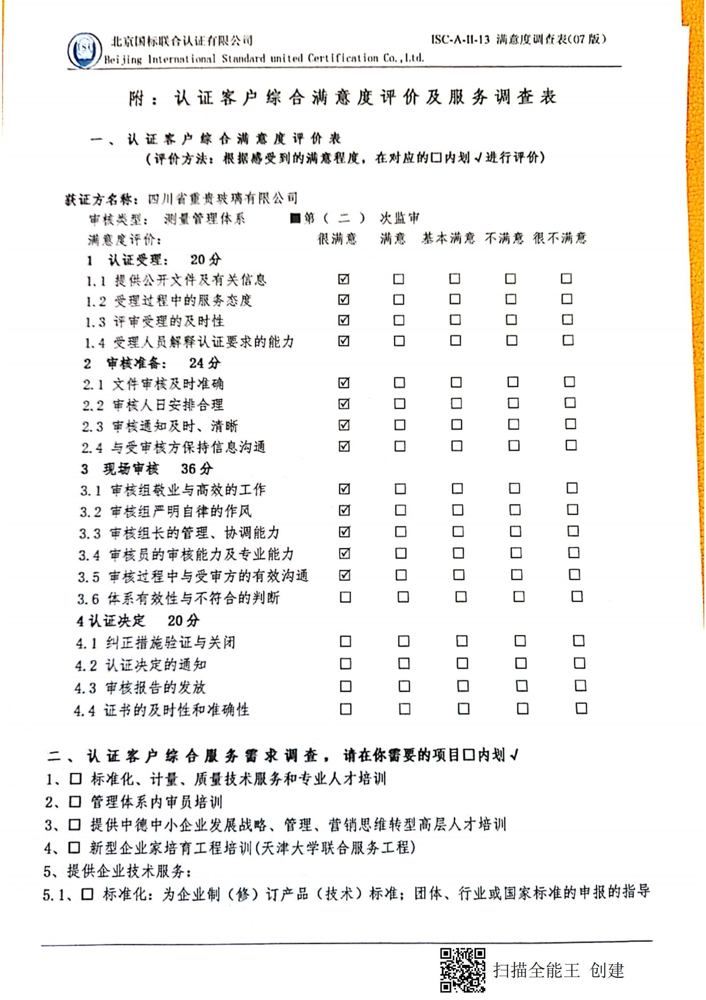 北京国标联合认证有限公司 ISC-A-II-13 满意度调查表(07版)
Beijing International Standard united Certification Co.,Ltd.
附：认证客户综合满意度评价及服务调查表
一、认证客户综合满意度评价表
(评价方法：根据感受到的满意程度，在对应的□内划√进行评价)
获证方名称：四川省重贵玻璃有限公司
审核类型： 测量管理体系 ■第（ 二 ） 次监审
满意度评价： 很满意 满意 基本满意 不满意 很不满意
1 认证受理： 20分
1.1 提供公开文件及有关信息 ☑ □ □ □ □
1.2 受理过程中的服务态度 ☑ □ □ □ □
1.3 评审受理的及时性 ☑ □ □ □ □
1.4 受理人员解释认证要求的能力 ☑ □ □ □ □
2 审核准备： 24分
2.1 文件审核及时准确 ☑ □ □ □ □
2.2 审核人日安排合理 ☑ □ □ □ □
2.3 审核通知及时、清晰 ☑ □ □ □ □
2.4 与受审核方保持信息沟通 ☑ □ □ □ □
3 现场审核 36分
3.1 审核组敬业与高效的工作 ☑ □ □ □ □
3.2 审核组严明自律的作风 ☑ □ □ □ □
3.3 审核组长的管理、协调能力 ☑ □ □ □ □
3.4 审核员的审核能力及专业能力 ☑ □ □ □ □
3.5 审核过程中与受审方的有效沟通 ☑ □ □ □ □
3.6 体系有效性与不符合的判断 □ □ □ □ □
4 认证决定 20分
4.1 纠正措施验证与关闭 □ □ □ □ □
4.2 认证决定的通知 □ □ □ □ □
4.3 审核报告的发放 □ □ □ □ □
4.4 证书的及时性和准确性 □ □ □ □ □
二、认证客户综合服务需求调查，请在你需要的项目□内划√
1、□ 标准化、计量、质量技术服务和专业人才培训
2、□ 管理体系内审员培训
3、□ 提供中德中小企业发展战略、管理、营销思维转型高层人才培训
4、□ 新型企业家培育工程培训(天津大学联合服务工程)
5、提供企业技术服务：
5.1、□ 标准化：为企业制（修）订产品（技术）标准；团体、行业或国家标准的申报的指导
扫描全能王 创建